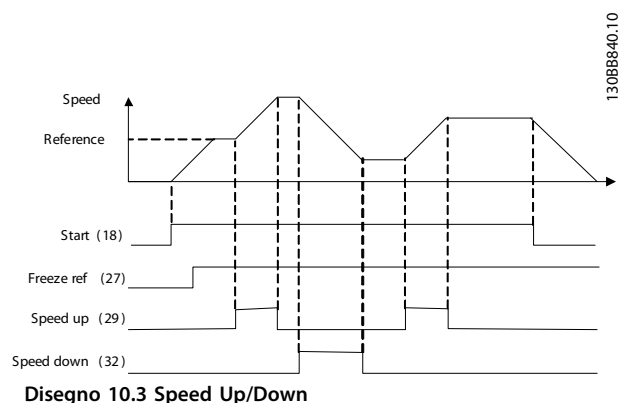 130BB840.10
Speed
Reference
Start (18)
Freeze ref (27)
Speed up (29)
Speed down (32)
Disegno 10.3 Speed Up/Down